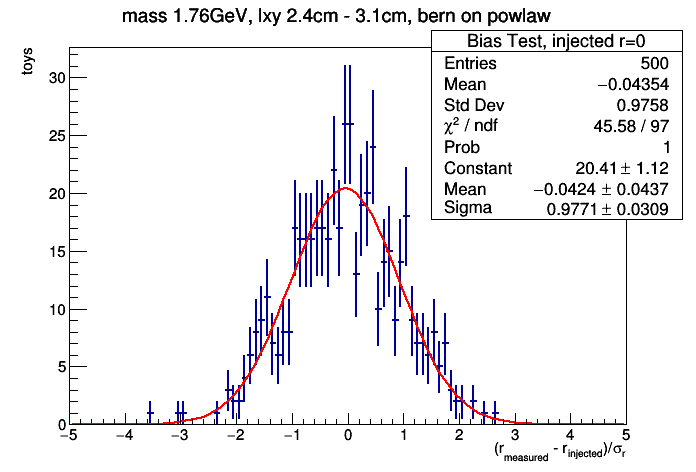 mass 1.76GeV, lxy 2.4cm - 3.1cm, bern on powlaw
toys
Bias Test, injected r=0
Entries 500
Mean −0.04354
Std Dev 0.9758
χ² / ndf 45.58 / 97
Prob 1
Constant 20.41 ± 1.12
Mean −0.0424 ± 0.0437
Sigma 0.9771 ± 0.0309
30
25
20
15
10
5
0
−5 −4 −3 −2 −1 0 1 2 3 4 5
(r_measured - r_injected)/σ_r